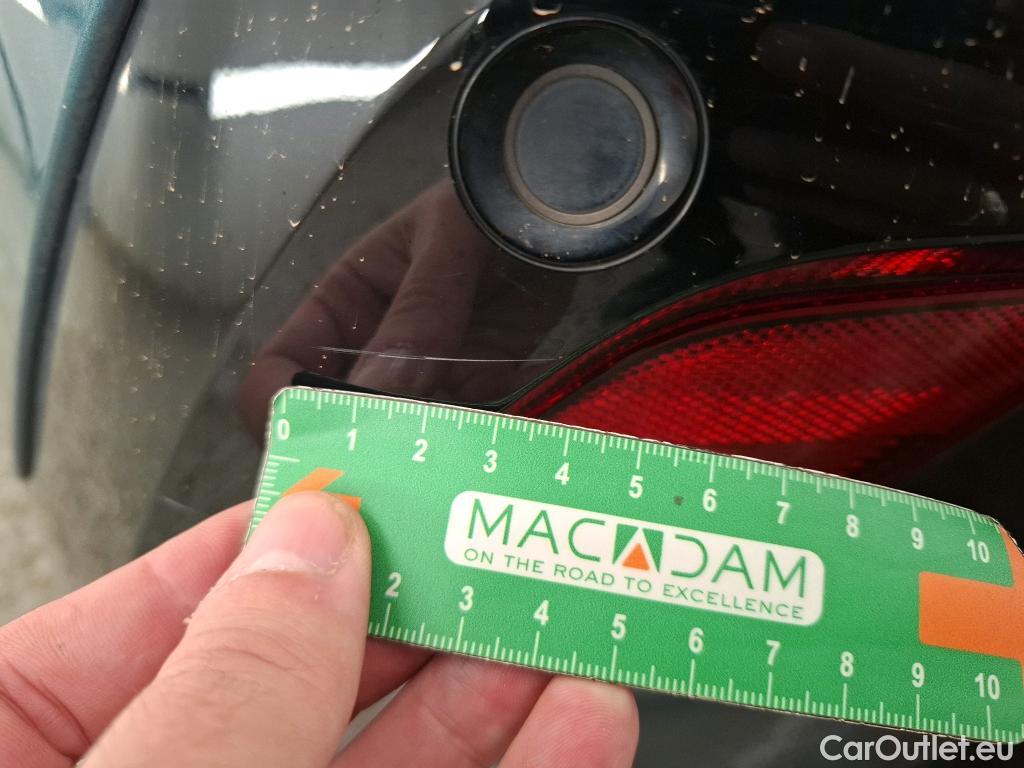 0 1 2 3 4 5 6 7 8 9 10
MACADAM
ON THE ROAD TO EXCELLENCE
2 3 4 5 6 7 8 9 10
CarOutlet.eu